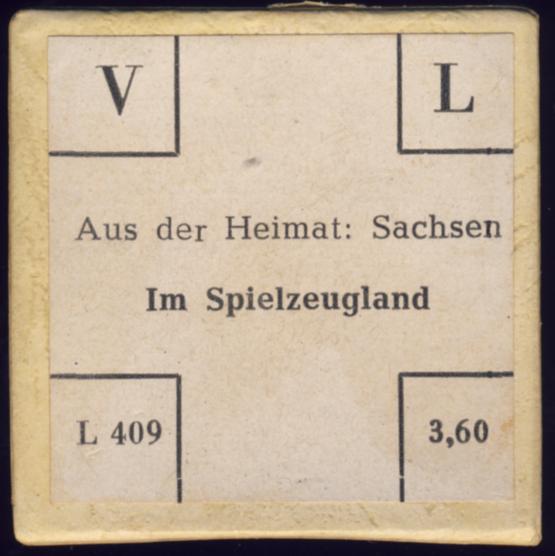 V
L
Aus der Heimat: Sachsen
Im Spielzeugland
L 409
3,60